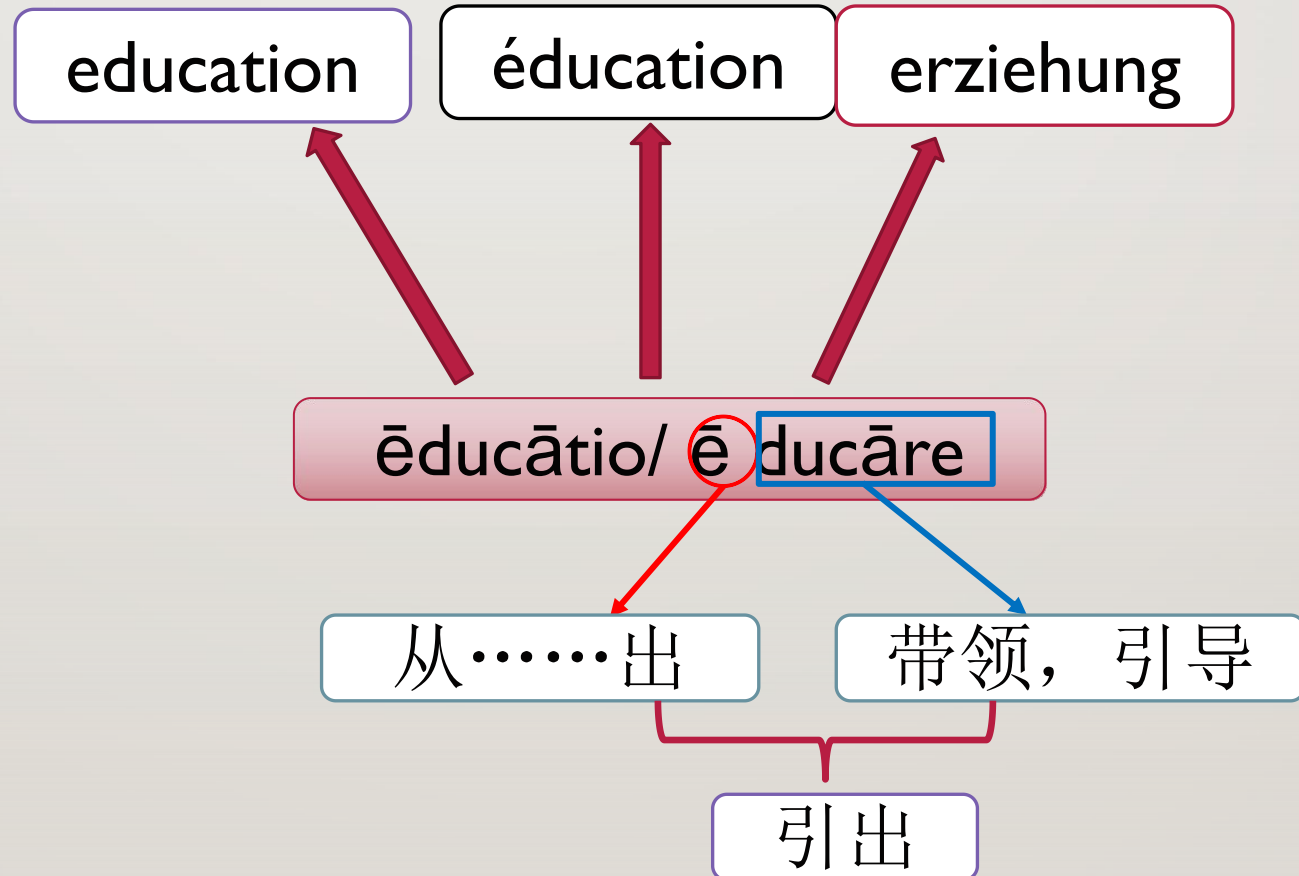 education
éducation
erziehung
ēducātio/ ē ducāre
从……出
带领，引导
引出